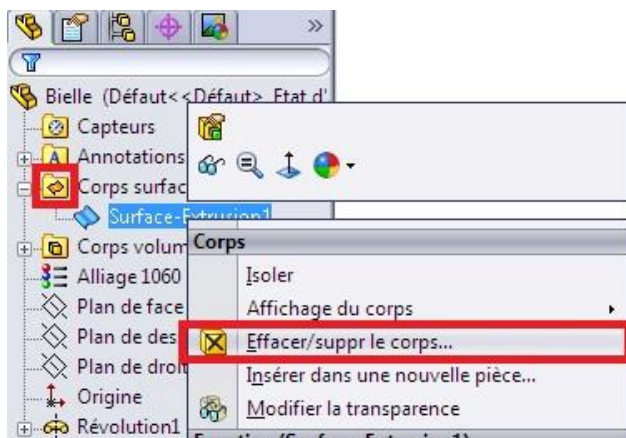 »
Bielle (Défaut<<Défaut> Etat d'
Capteurs
A Annotations
Corps surfac
Surface-Extrusion1
Corps volum
Corps
Alliage 1060
Isoler
Plan de face
Affichage du corps
Plan de des
Effacer/suppr le corps...
Plan de droit
Insérer dans une nouvelle pièce...
Origine
Modifier la transparence
Révolution1